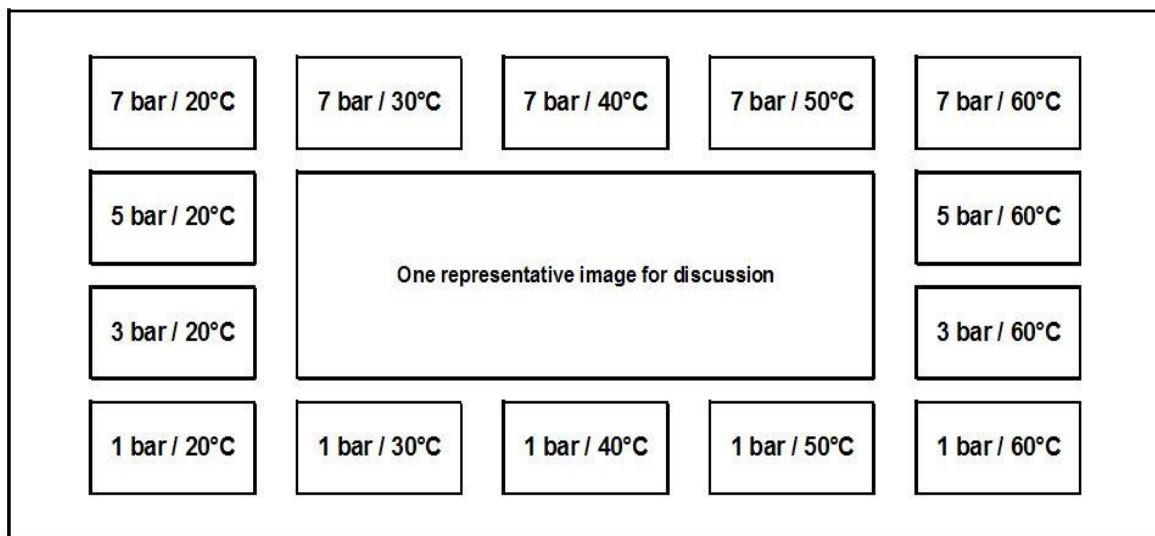 7 bar / 20°C
7 bar / 30°C
7 bar / 40°C
7 bar / 50°C
7 bar / 60°C
5 bar / 20°C
5 bar / 60°C
One representative image for discussion
3 bar / 20°C
3 bar / 60°C
1 bar / 20°C
1 bar / 30°C
1 bar / 40°C
1 bar / 50°C
1 bar / 60°C